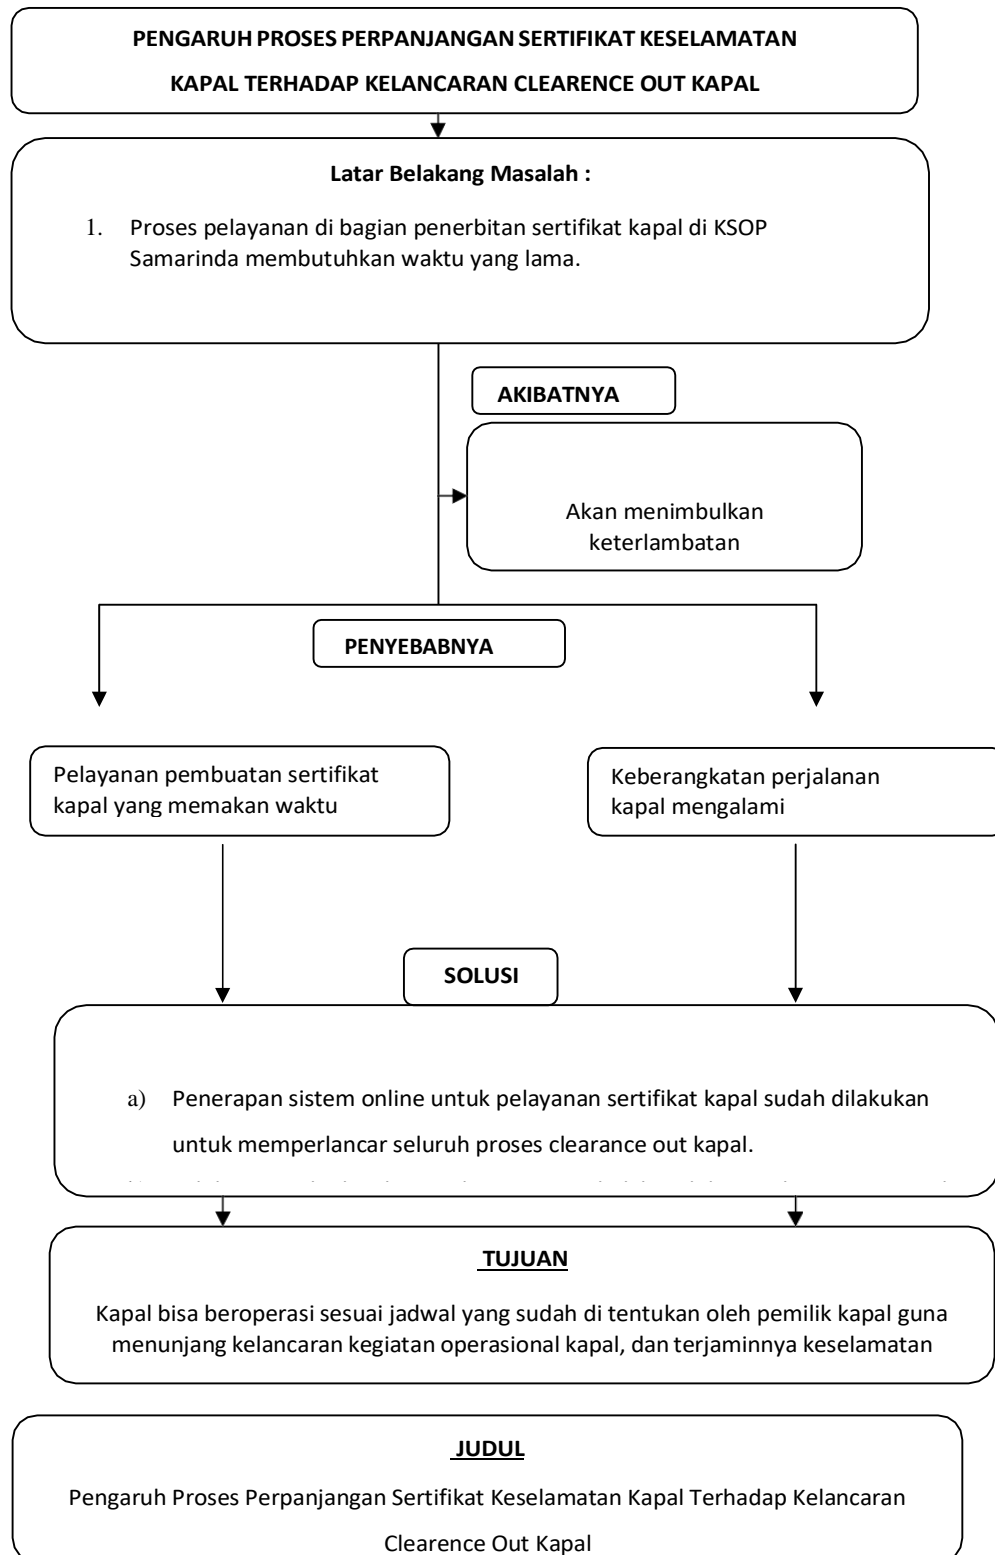 PENGARUH PROSES PERPANJANGAN SERTIFIKAT KESELAMATAN
KAPAL TERHADAP KELANCARAN CLEARENCE OUT KAPAL
Latar Belakang Masalah :
1. Proses pelayanan di bagian penerbitan sertifikat kapal di KSOP
Samarinda membutuhkan waktu yang lama.
AKIBATNYA
Akan menimbulkan
keterlambatan
PENYEBABNYA
Pelayanan pembuatan sertifikat
kapal yang memakan waktu
Keberangkatan perjalanan
kapal mengalami
SOLUSI
a) Penerapan sistem online untuk pelayanan sertifikat kapal sudah dilakukan
untuk memperlancar seluruh proses clearance out kapal.
TUJUAN
Kapal bisa beroperasi sesuai jadwal yang sudah di tentukan oleh pemilik kapal guna
menunjang kelancaran kegiatan operasional kapal, dan terjaminnya keselamatan
JUDUL
Pengaruh Proses Perpanjangan Sertifikat Keselamatan Kapal Terhadap Kelancaran
Clearence Out Kapal